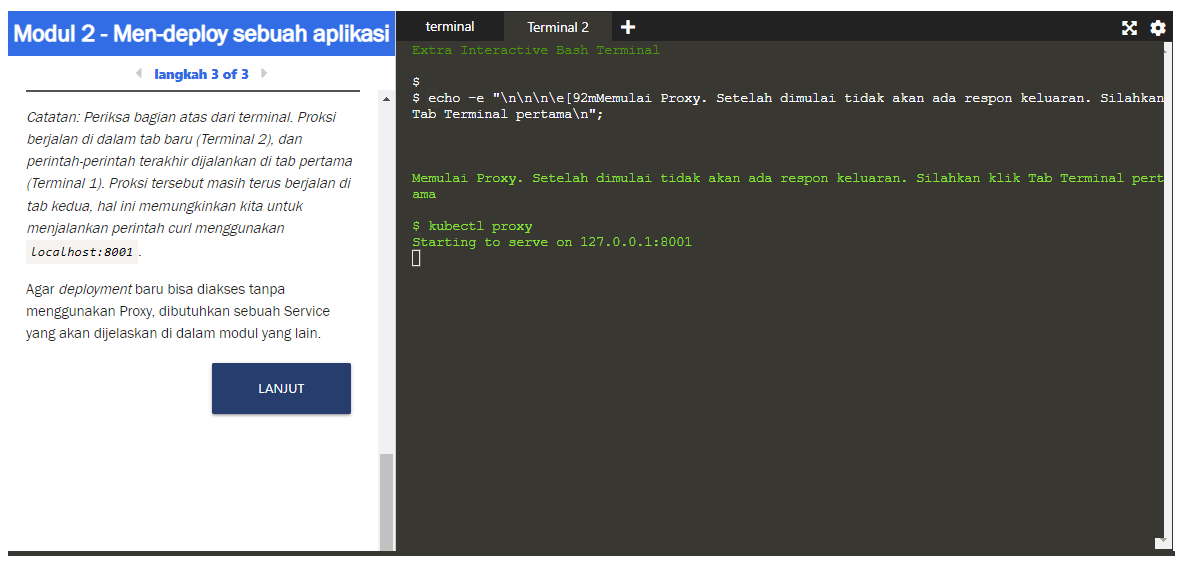 Modul 2 - Men-deploy sebuah aplikasi
langkah 3 of 3
Catatan: Periksa bagian atas dari terminal. Proksi
berjalan di dalam tab baru (Terminal 2), dan
perintah-perintah terakhir dijalankan di tab pertama
(Terminal 1). Proksi tersebut masih terus berjalan di
tab kedua, hal ini memungkinkan kita untuk
menjalankan perintah curl menggunakan
localhost:8001 .
Agar deployment baru bisa diakses tanpa
menggunakan Proxy, dibutuhkan sebuah Service
yang akan dijelaskan di dalam modul yang lain.
LANJUT
terminal
Terminal 2
Extra Interactive Bash Terminal
$
$ echo -e "\n\n\n\e[92mMemulai Proxy. Setelah dimulai tidak akan ada respon keluaran. Silahkan
Tab Terminal pertama\n";
Memulai Proxy. Setelah dimulai tidak akan ada respon keluaran. Silahkan klik Tab Terminal pert
ama
$ kubectl proxy
Starting to serve on 127.0.0.1:8001